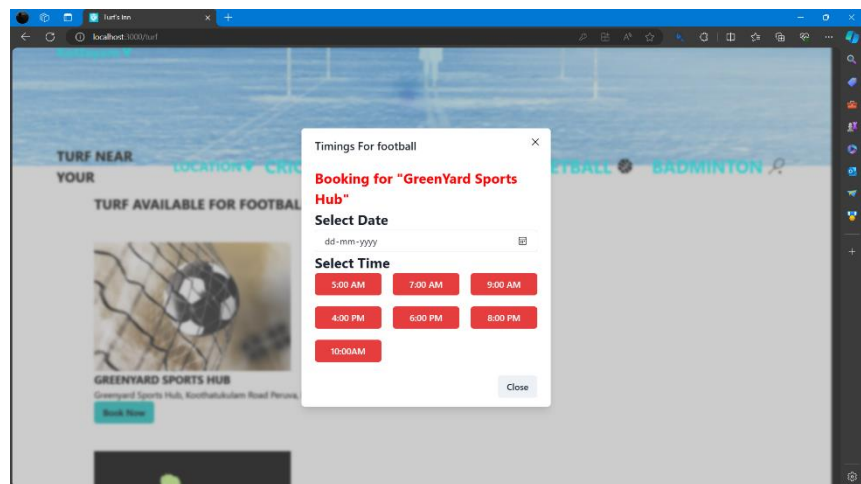 Turf's Inn
localhost:3000/turf
TURF NEAR
YOUR
LOCATION
CRIC
ETBALL
BADMINTON
TURF AVAILABLE FOR FOOTBAL
Timings For football
Booking for "GreenYard Sports
Hub"
Select Date
dd-mm-yyyy
Select Time
5:00 AM 7:00 AM 9:00 AM
4:00 PM 6:00 PM 8:00 PM
10:00AM
Close
GREENYARD SPORTS HUB
Greenyard Sports Hub, Koothatukulam Road Peruva,
Book Now